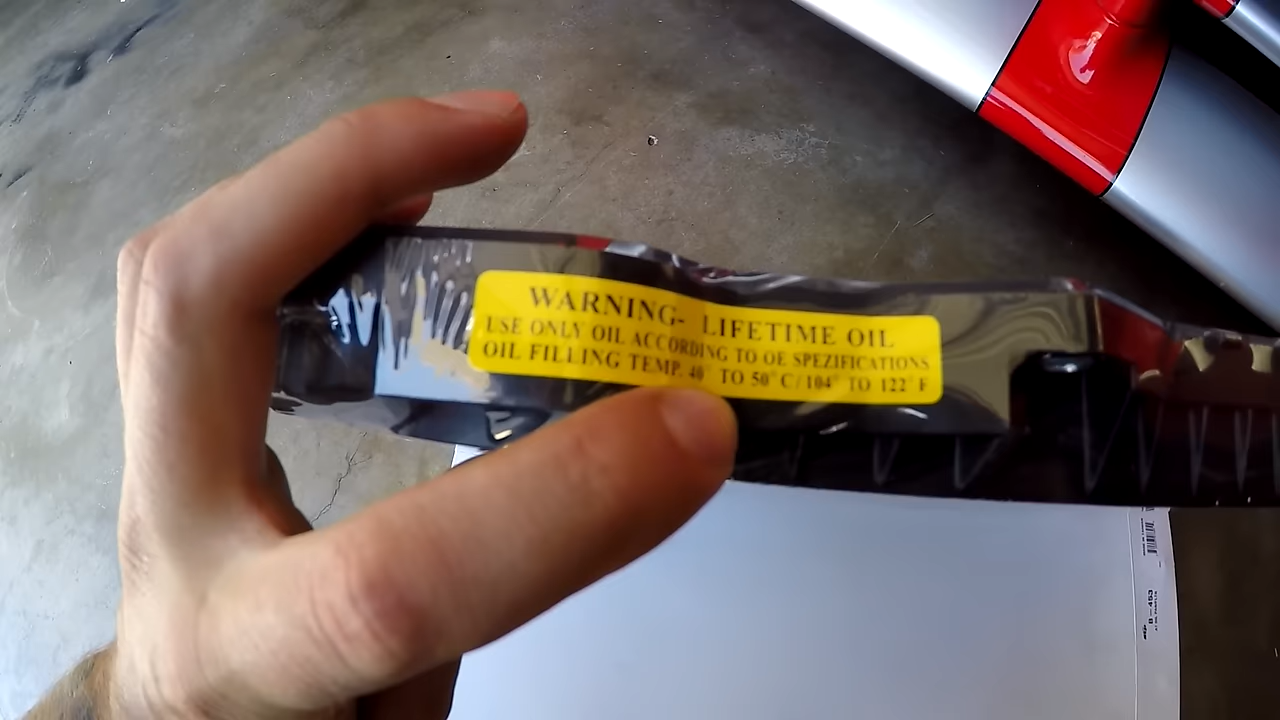 WARNING- LIFETIME OIL
USE ONLY OIL ACCORDING TO OE SPEZIFICATIONS
OIL FILLING TEMP. 40° TO 50° C/104° TO 122° F
B-453